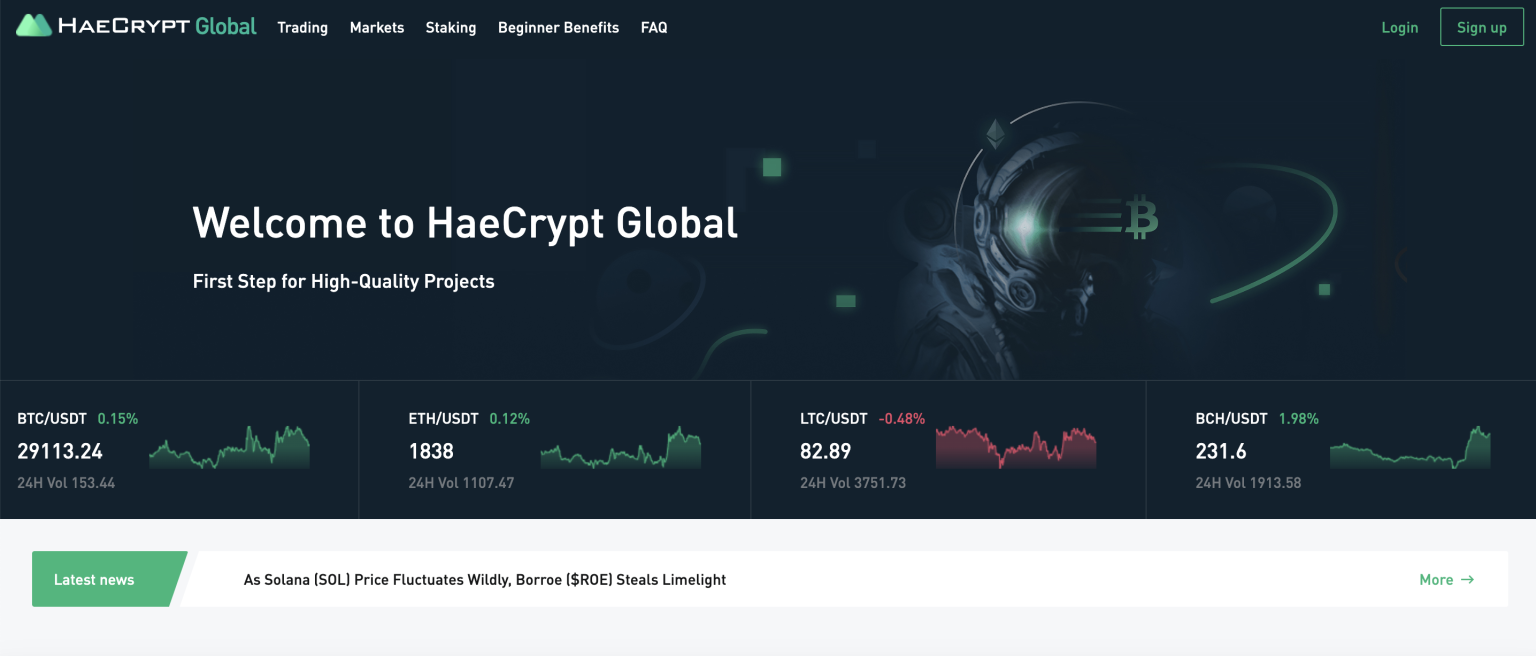 HAECRYPT Global Trading Markets Staking Beginner Benefits FAQ Login Sign up
Welcome to HaeCrypt Global
First Step for High-Quality Projects
BTC/USDT 0.15%
29113.24
24H Vol 153.44
ETH/USDT 0.12%
1838
24H Vol 1107.47
LTC/USDT -0.48%
82.89
24H Vol 3751.73
BCH/USDT 1.98%
231.6
24H Vol 1913.58
Latest news As Solana (SOL) Price Fluctuates Wildly, Borroe ($ROE) Steals Limelight More →